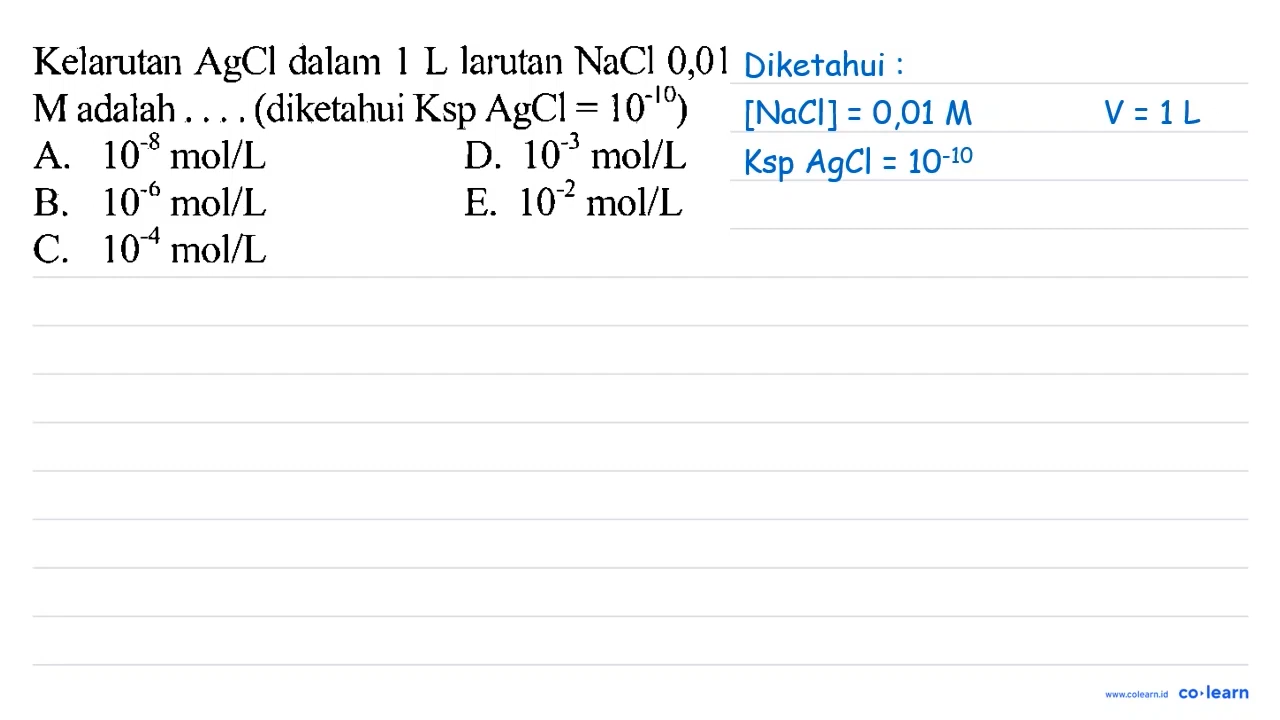 Kelarutan AgCl dalam 1 L larutan NaCl 0,01
M adalah . . . . (diketahui Ksp AgCl = 10⁻¹⁰)
A. 10⁻⁸ mol/L
B. 10⁻⁶ mol/L
C. 10⁻⁴ mol/L
D. 10⁻³ mol/L
E. 10⁻² mol/L
Diketahui :
[NaCl] = 0,01 M V = 1 L
Ksp AgCl = 10⁻¹⁰
www.colearn.id co·learn